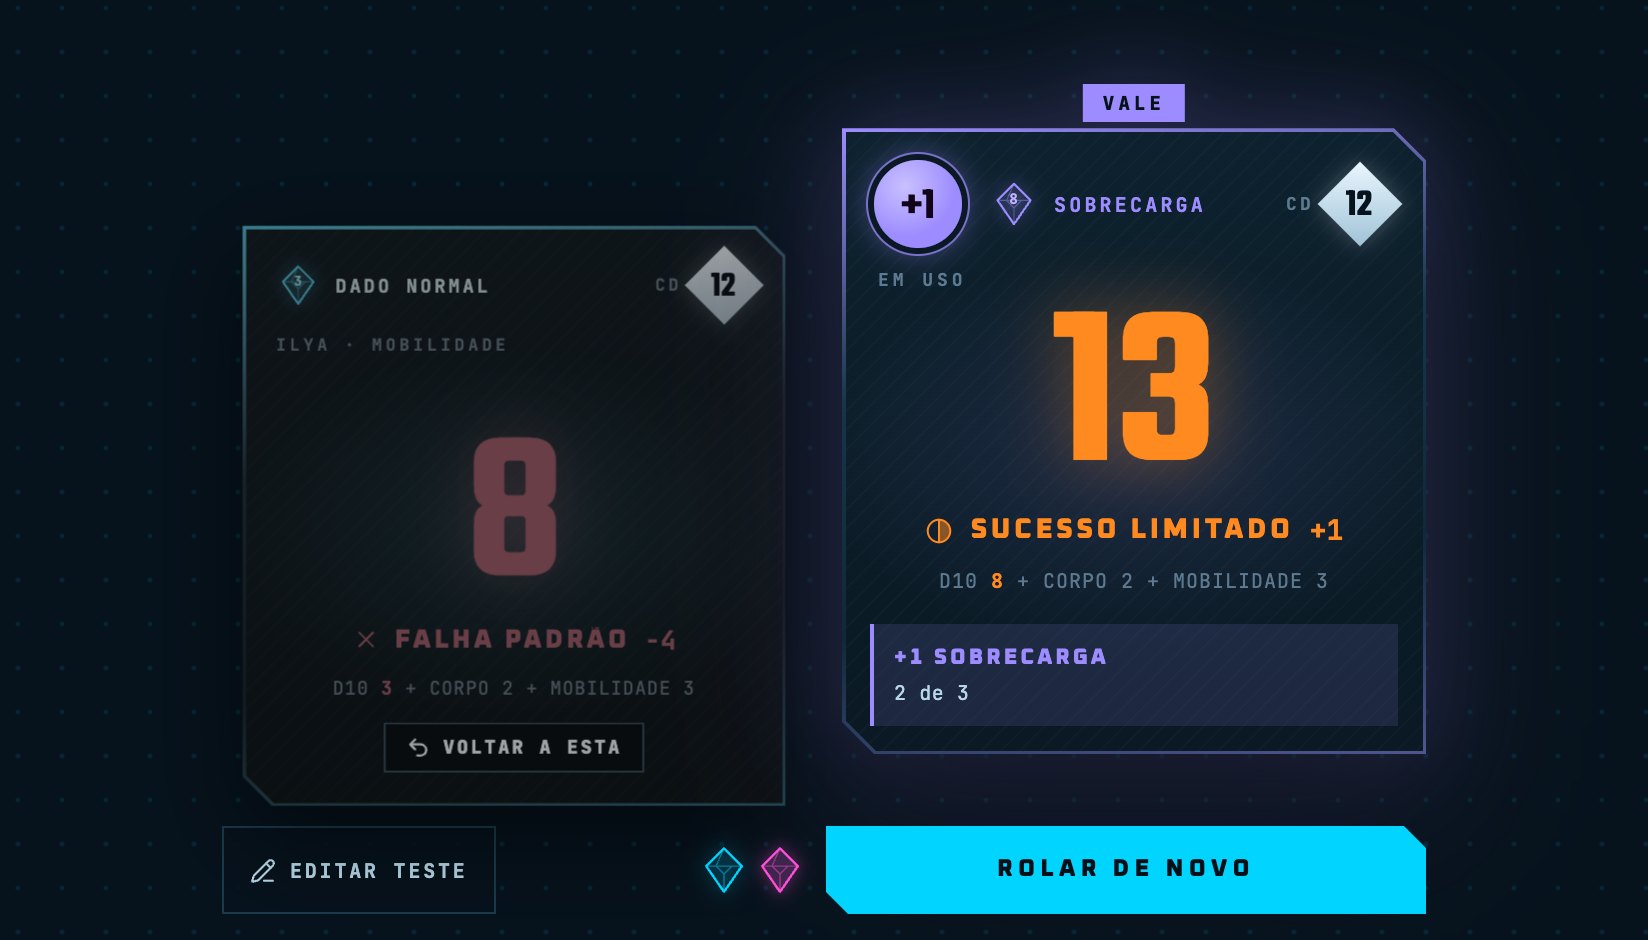 VALE
+1
8
SOBRECARGA
CD
12
EM USO
13
SUCESSO LIMITADO +1
D10 8 + CORPO 2 + MOBILIDADE 3
+1 SOBRECARGA
2 de 3
3
DADO NORMAL
CD
12
ILYA · MOBILIDADE
8
FALHA PADRÃO -4
D10 3 + CORPO 2 + MOBILIDADE 3
VOLTAR A ESTA
EDITAR TESTE
ROLAR DE NOVO